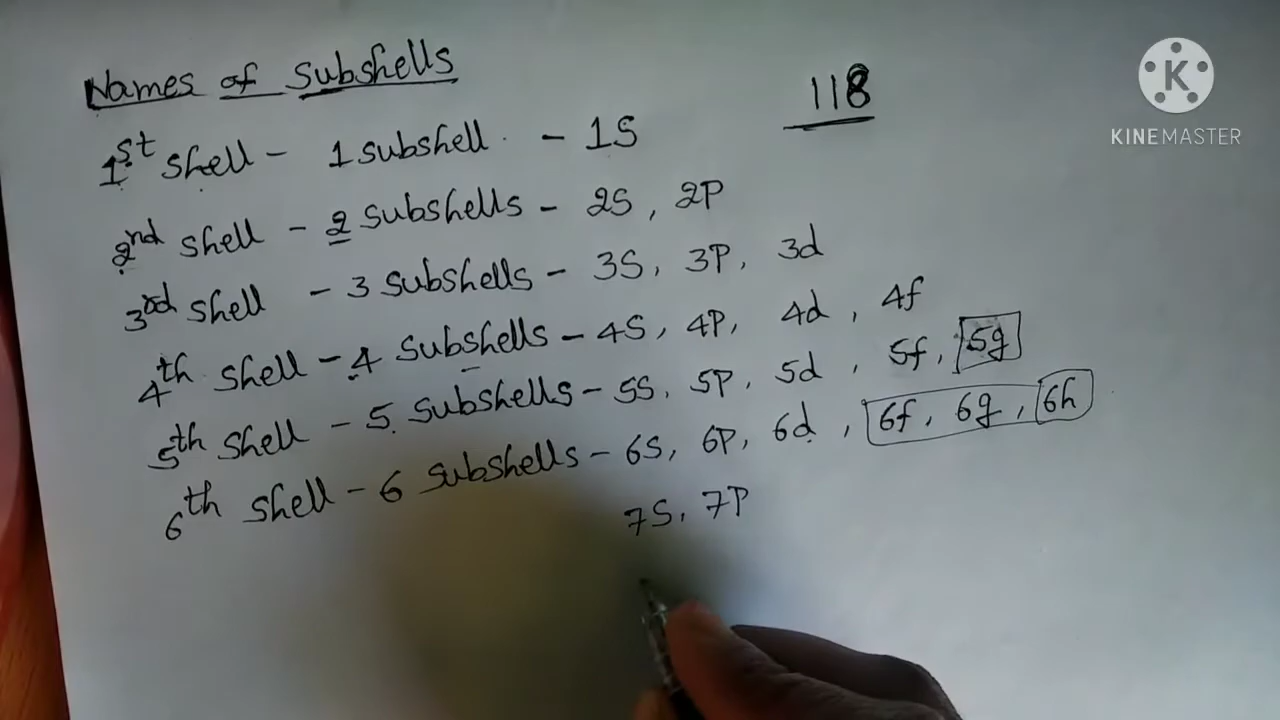 Names of Subshells
118
K
KINEMASTER
1st shell - 1 subshell - 1S
2nd shell - 2 subshells - 2S, 2P
3rd shell - 3 subshells - 3S, 3P, 3d
4th shell - 4 subshells - 4S, 4P, 4d, 4f
5th shell - 5 subshells - 5S, 5P, 5d, 5f, 5g
6th shell - 6 subshells - 6S, 6P, 6d, 6f, 6g, 6h
7S, 7P